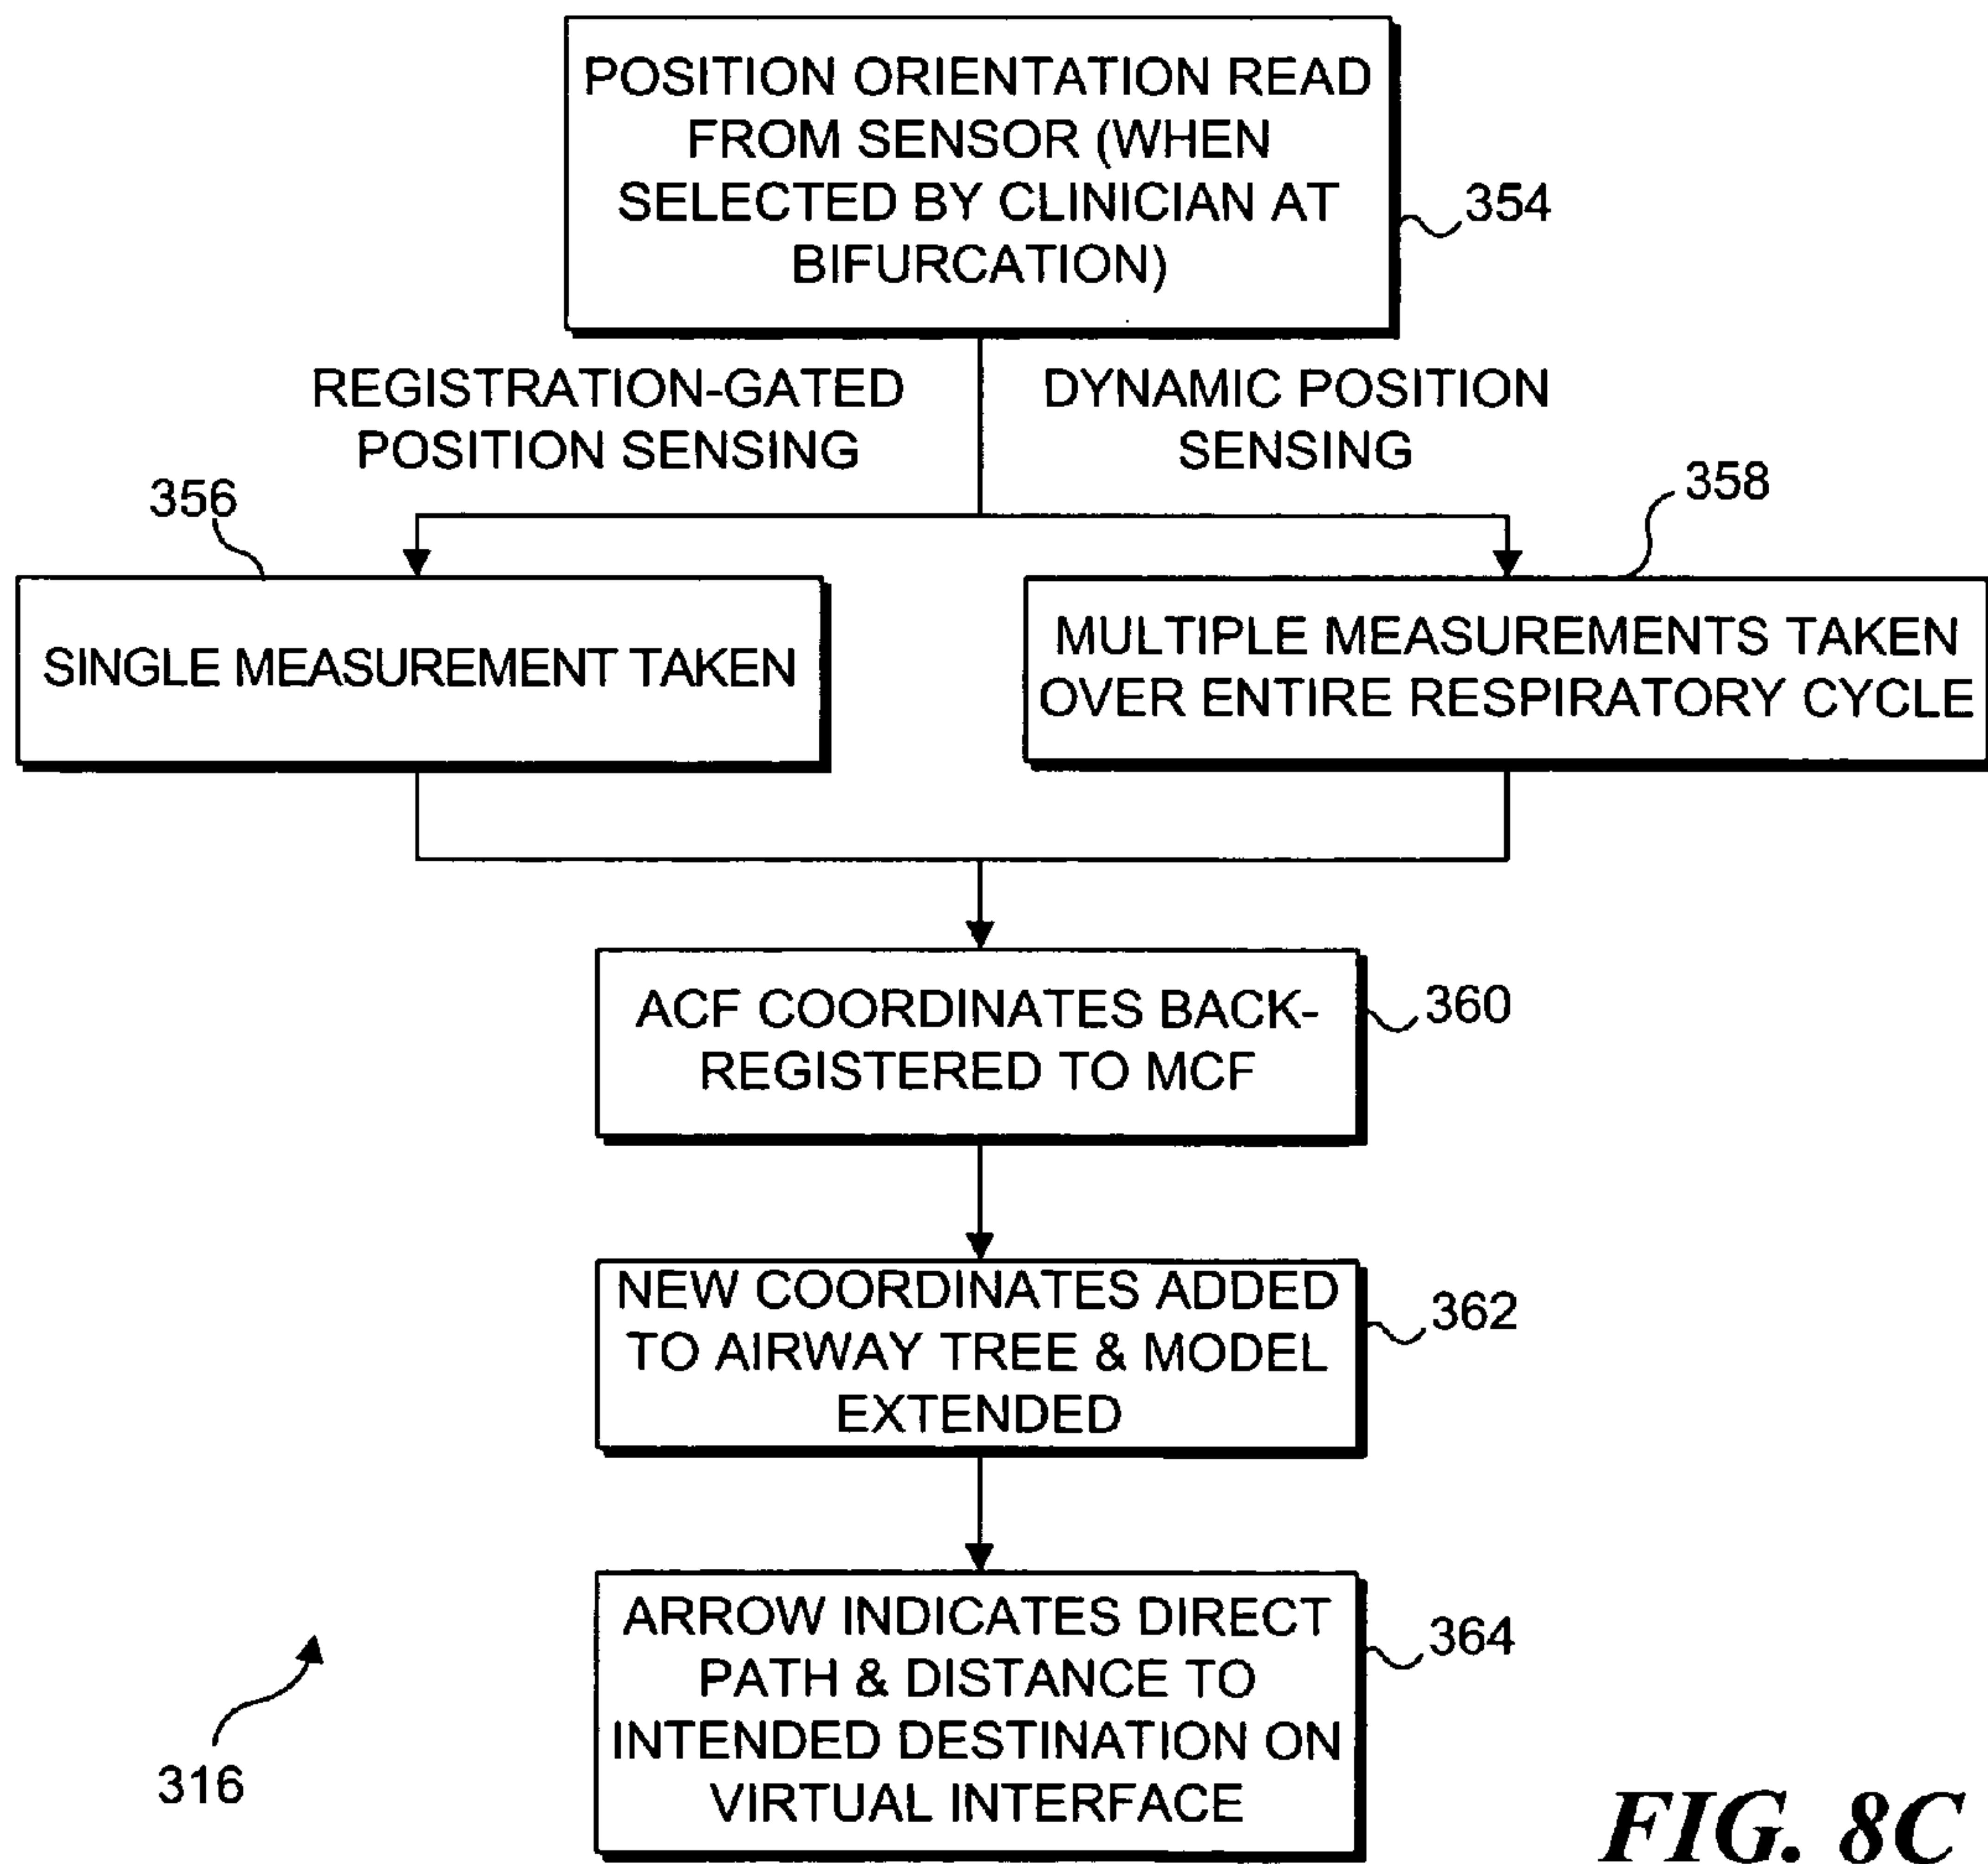 POSITION ORIENTATION READ
FROM SENSOR (WHEN
SELECTED BY CLINICIAN AT
BIFURCATION)
354
REGISTRATION-GATED
POSITION SENSING
DYNAMIC POSITION
SENSING
356
358
SINGLE MEASUREMENT TAKEN
MULTIPLE MEASUREMENTS TAKEN
OVER ENTIRE RESPIRATORY CYCLE
ACF COORDINATES BACK-
REGISTERED TO MCF
360
NEW COORDINATES ADDED
TO AIRWAY TREE & MODEL
EXTENDED
362
ARROW INDICATES DIRECT
PATH & DISTANCE TO
INTENDED DESTINATION ON
VIRTUAL INTERFACE
364
316
FIG. 8C